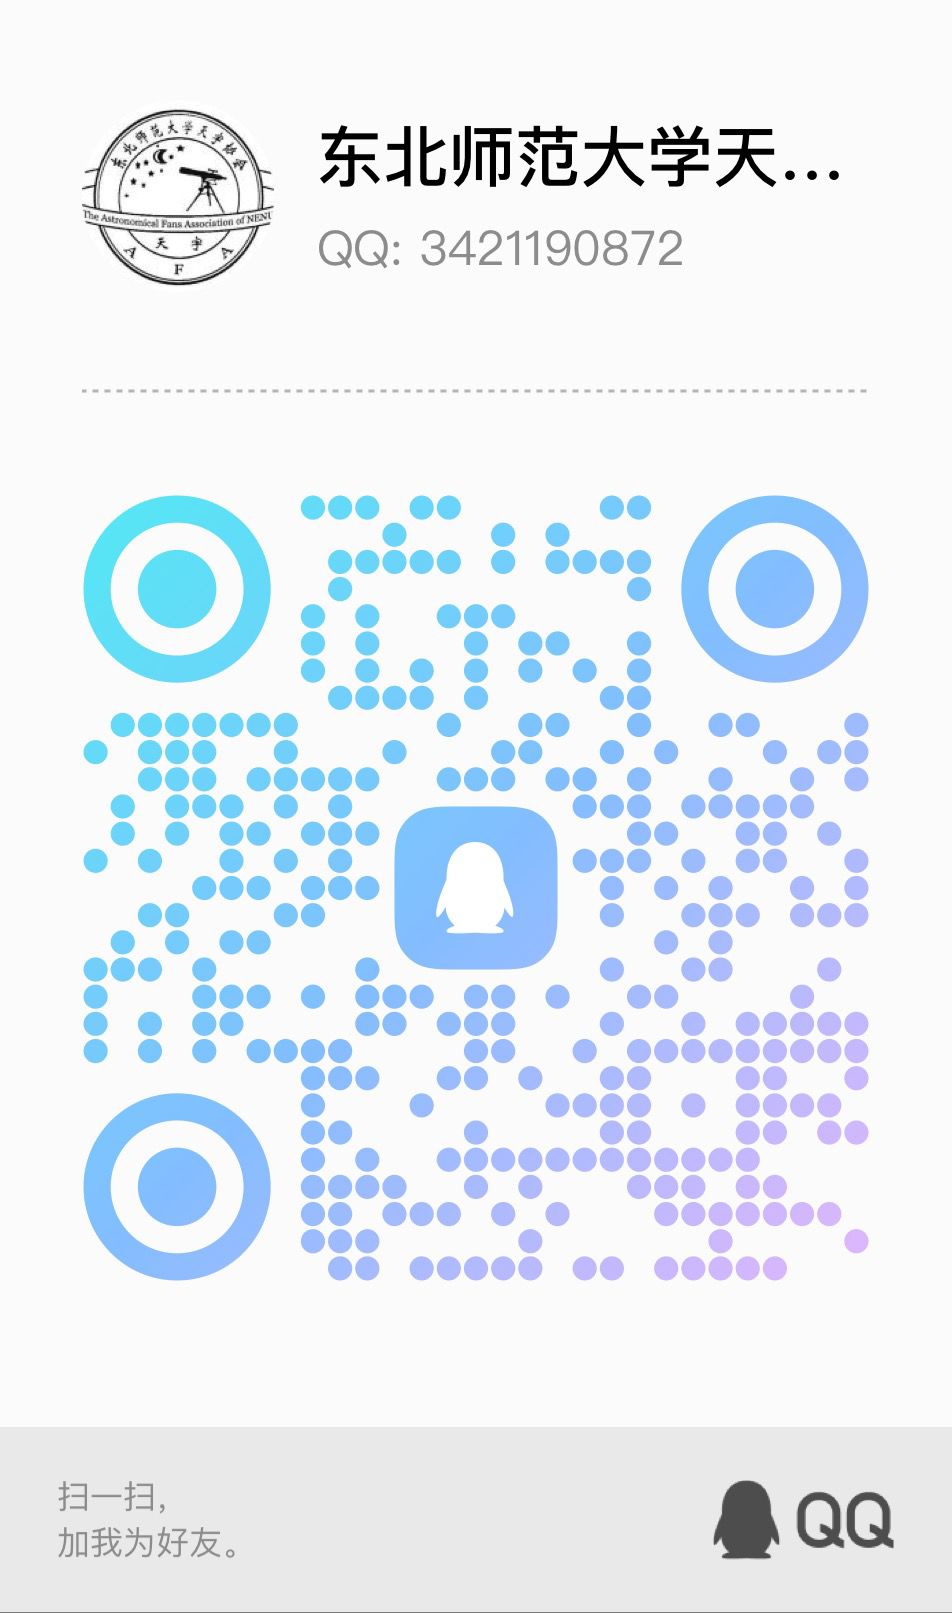 东北师范大学天宇协会
The Astronomical Fans Association of NENU
天 宇
A F A
东北师范大学天...
QQ: 3421190872
扫一扫，
加我为好友。
QQ